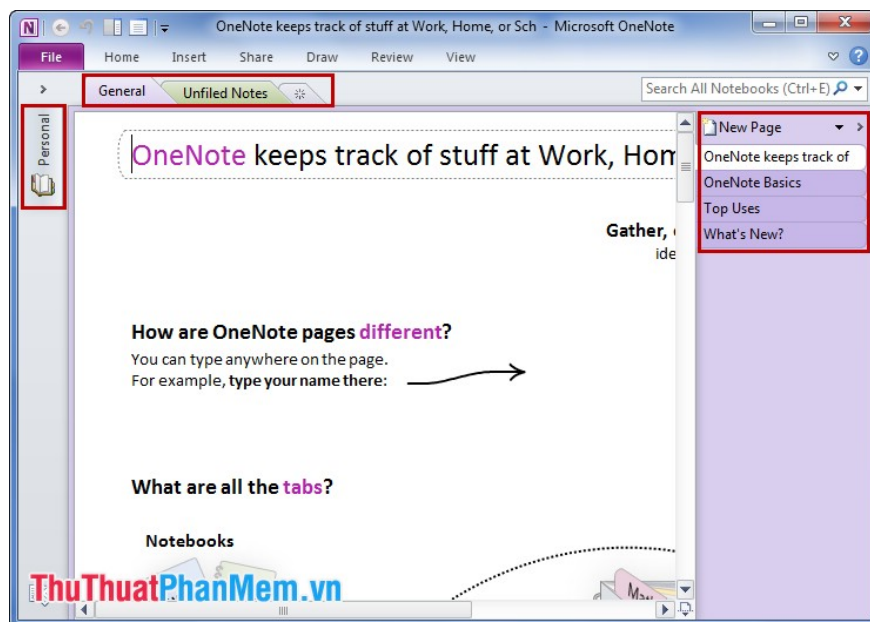 OneNote keeps track of stuff at Work, Home, or Sch - Microsoft OneNote
File Home Insert Share Draw Review View
General Unfiled Notes Search All Notebooks (Ctrl+E)
Personal
New Page
OneNote keeps track of
OneNote Basics
Top Uses
What's New?
OneNote keeps track of stuff at Work, Hom
Gather,
ide
How are OneNote pages different?
You can type anywhere on the page.
For example, type your name there:
What are all the tabs?
Notebooks
May
ThuThuatPhanMem.vn